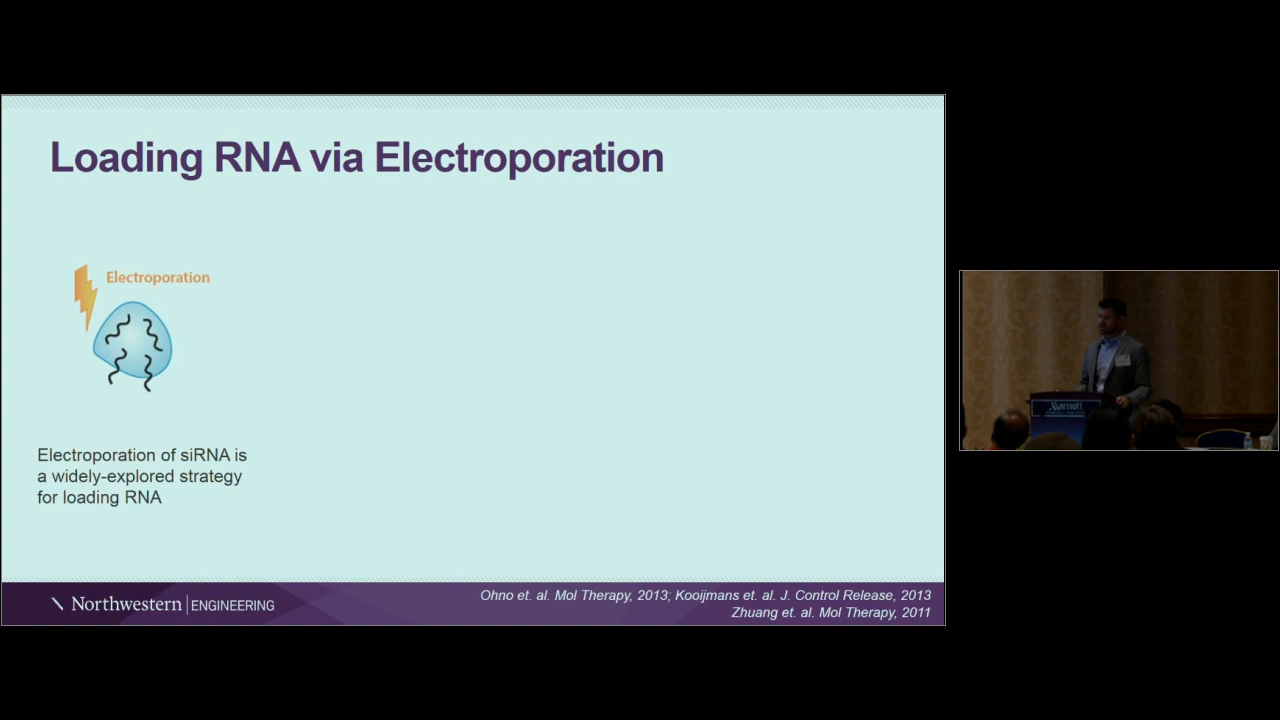 Loading RNA via Electroporation
Electroporation
Electroporation of siRNA is
a widely-explored strategy
for loading RNA
Northwestern ENGINEERING
Ohno et. al. Mol Therapy, 2013; Kooijmans et. al. J. Control Release, 2013
Zhuang et. al. Mol Therapy, 2011
Marriott